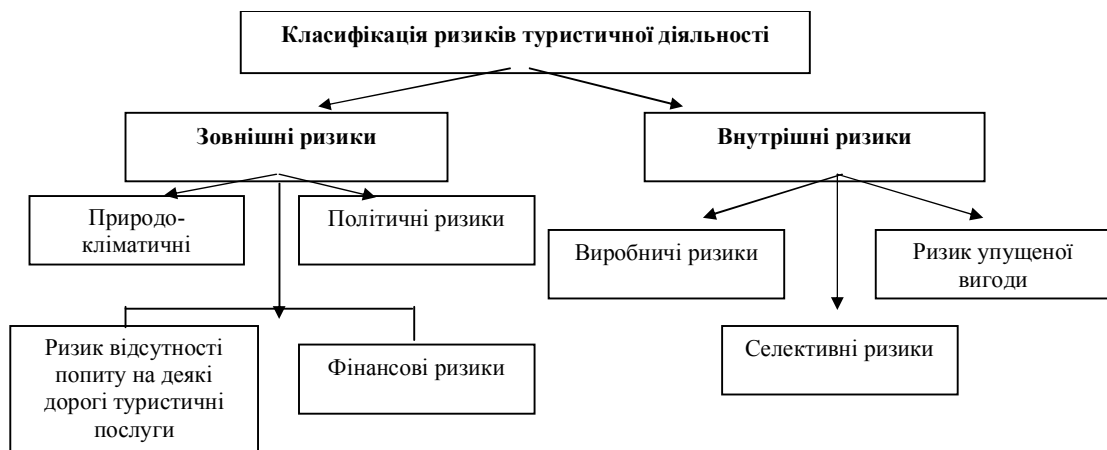 Класифікація ризиків туристичної діяльності
Зовнішні ризики
Внутрішні ризики
Природо-
кліматичні
Політичні ризики
Виробничі ризики
Ризик упущеної
вигоди
Ризик відсутності
попиту на деякі
дорогі туристичні
послуги
Фінансові ризики
Селективні ризики